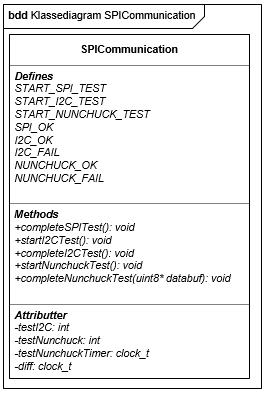 bdd Klassediagram SPICommunication
SPICommunication
Defines
START_SPI_TEST
START_I2C_TEST
START_NUNCHUCK_TEST
SPI_OK
I2C_OK
I2C_FAIL
NUNCHUCK_OK
NUNCHUCK_FAIL
Methods
+completeSPITest(): void
+startI2CTest(): void
+completeI2CTest(): void
+startNunchuckTest(): void
+completeNunchuckTest(uint8* databuf): void
Attributter
-testI2C: int
-testNunchuck: int
-testNunchuckTimer: clock_t
-diff: clock_t